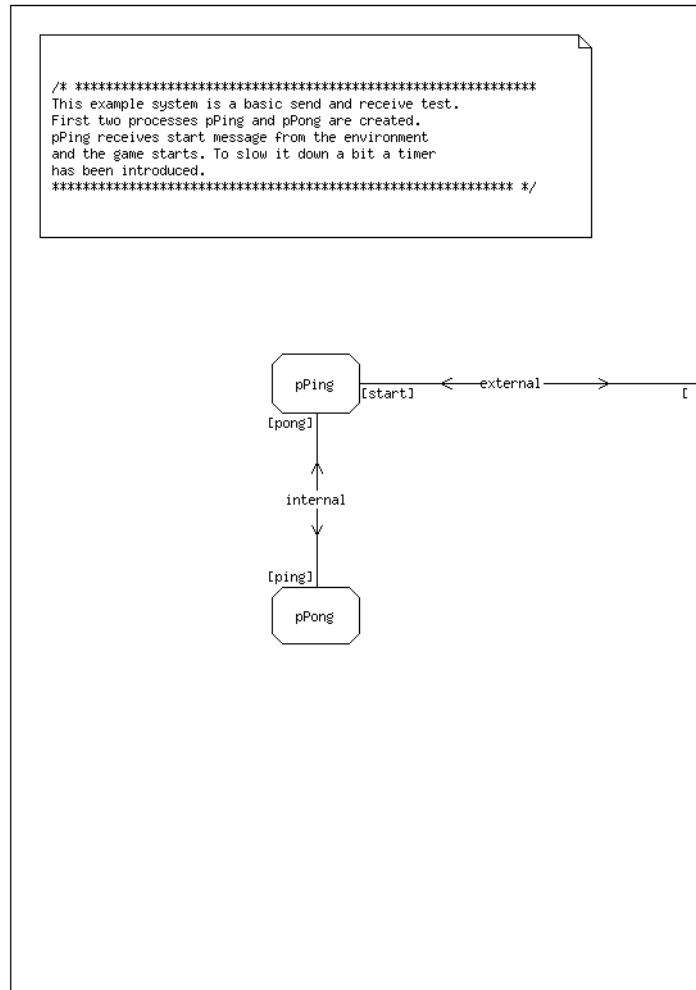 /* ************************************************************
This example system is a basic send and receive test.
First two processes pPing and pPong are created.
pPing receives start message from the environment
and the game starts. To slow it down a bit a timer
has been introduced.
************************************************************ */
pPing
external
[start]
[
[pong]
internal
[ping]
pPong